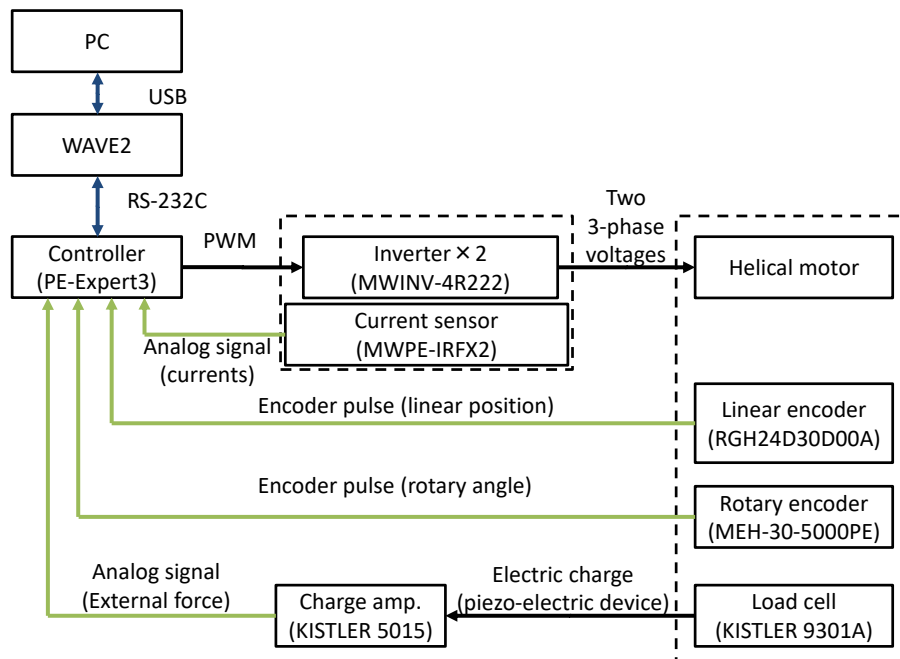 PC
USB
WAVE2
RS-232C
Controller
(PE-Expert3)
PWM
Inverter×2
(MWINV-4R222)
Two
3-phase
voltages
Helical motor
Current sensor
(MWPE-IRFX2)
Analog signal
(currents)
Encoder pulse (linear position)
Linear encoder
(RGH24D30D00A)
Encoder pulse (rotary angle)
Rotary encoder
(MEH-30-5000PE)
Analog signal
(External force)
Charge amp.
(KISTLER 5015)
Electric charge
(piezo-electric device)
Load cell
(KISTLER 9301A)